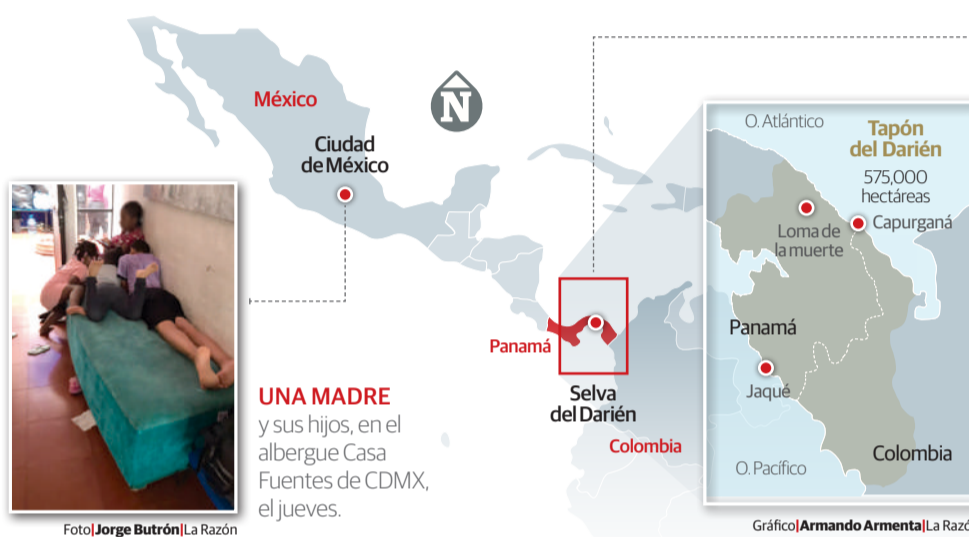 México
Ciudad
de México
N
Panamá
Selva
del Darién
Colombia
O. Atlántico
Tapón
del Darién
575,000
hectáreas
Capurganá
Loma de
la muerte
Panamá
Jaqué
Colombia
O. Pacífico
UNA MADRE
y sus hijos, en el
albergue Casa
Fuentes de CDMX,
el jueves.
Foto|Jorge Butrón|La Razón
Gráfico|Armando Armenta|La Razó